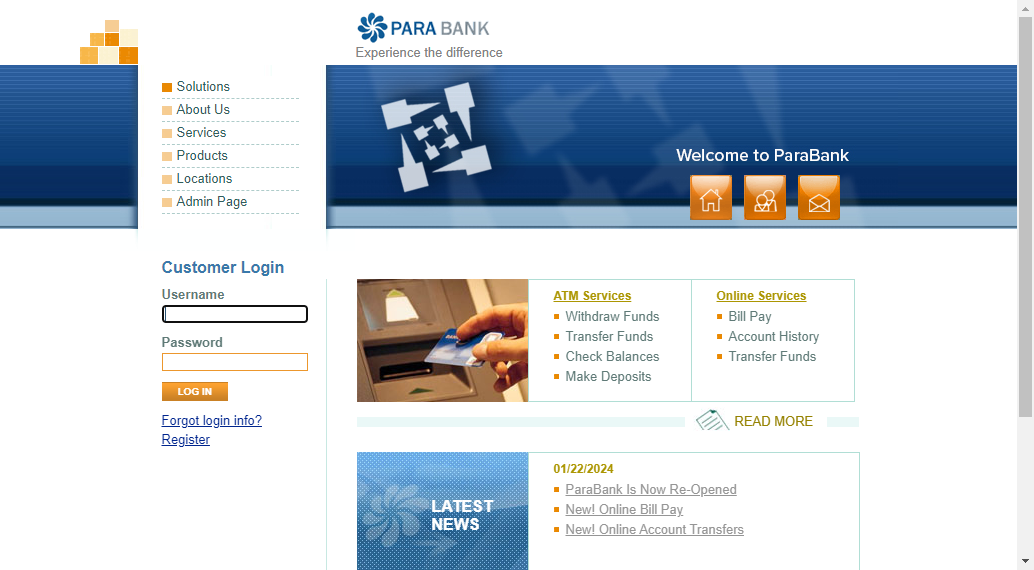 PARA BANK
Experience the difference
Solutions
About Us
Services
Products
Locations
Admin Page
Welcome to ParaBank
Customer Login
Username
Password
LOG IN
Forgot login info?
Register
ATM Services
Withdraw Funds
Transfer Funds
Check Balances
Make Deposits
Online Services
Bill Pay
Account History
Transfer Funds
READ MORE
LATEST
NEWS
01/22/2024
ParaBank Is Now Re-Opened
New! Online Bill Pay
New! Online Account Transfers